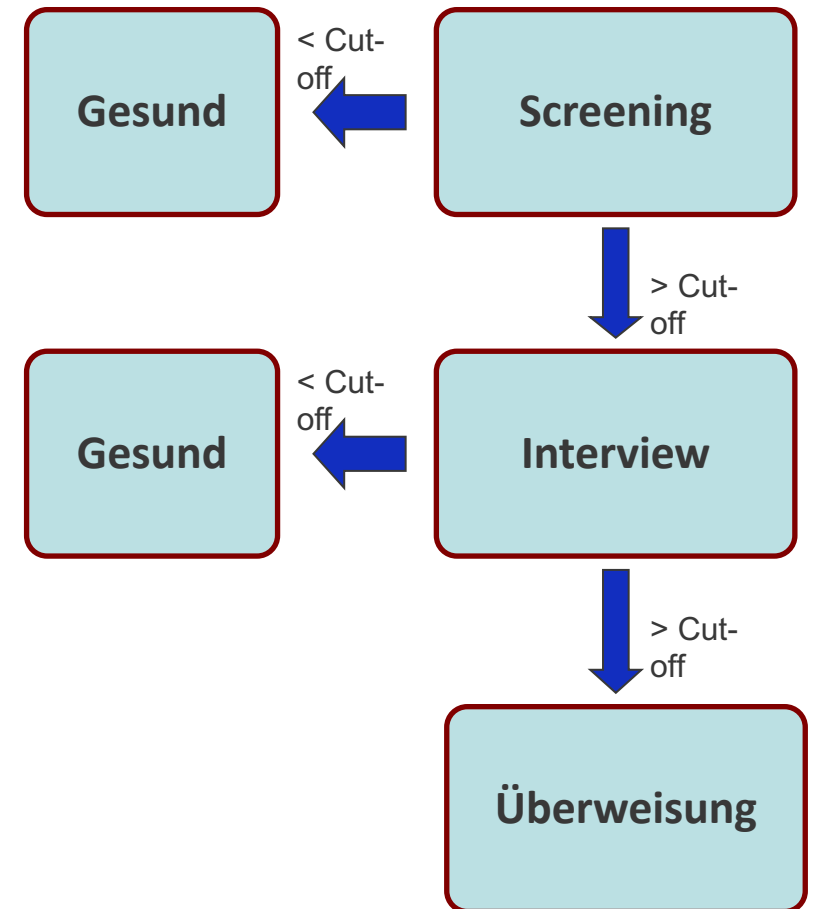 Gesund
< Cut-
off
Screening
> Cut-
off
Gesund
< Cut-
off
Interview
> Cut-
off
Überweisung